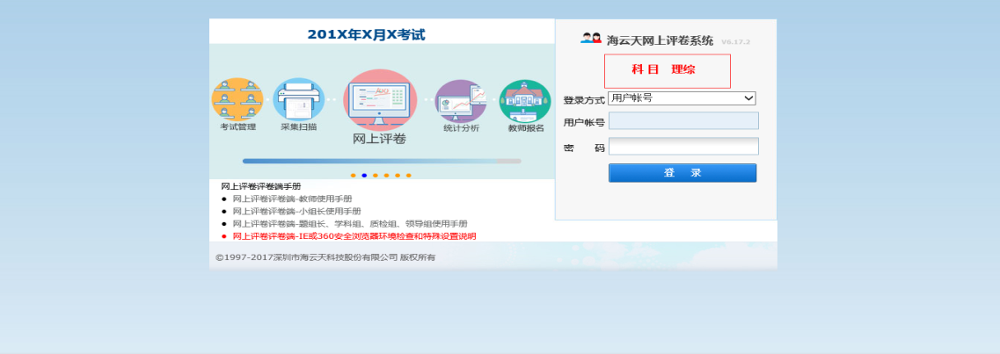 201X年X月X考试
考试管理
采集扫描
网上评卷
统计分析
教师报名
网上评卷评卷端手册
网上评卷评卷端-教师使用手册
网上评卷评卷端-小组长使用手册
网上评卷评卷端-题组长、学科组、质检组、领导组使用手册
网上评卷评卷端-IE或360安全浏览器环境检查和特殊设置说明
海云天网上评卷系统 V6.17.2
科目 理综
登录方式 用户帐号
用户帐号
密 码
登 录
©1997-2017深圳市海云天科技股份有限公司 版权所有